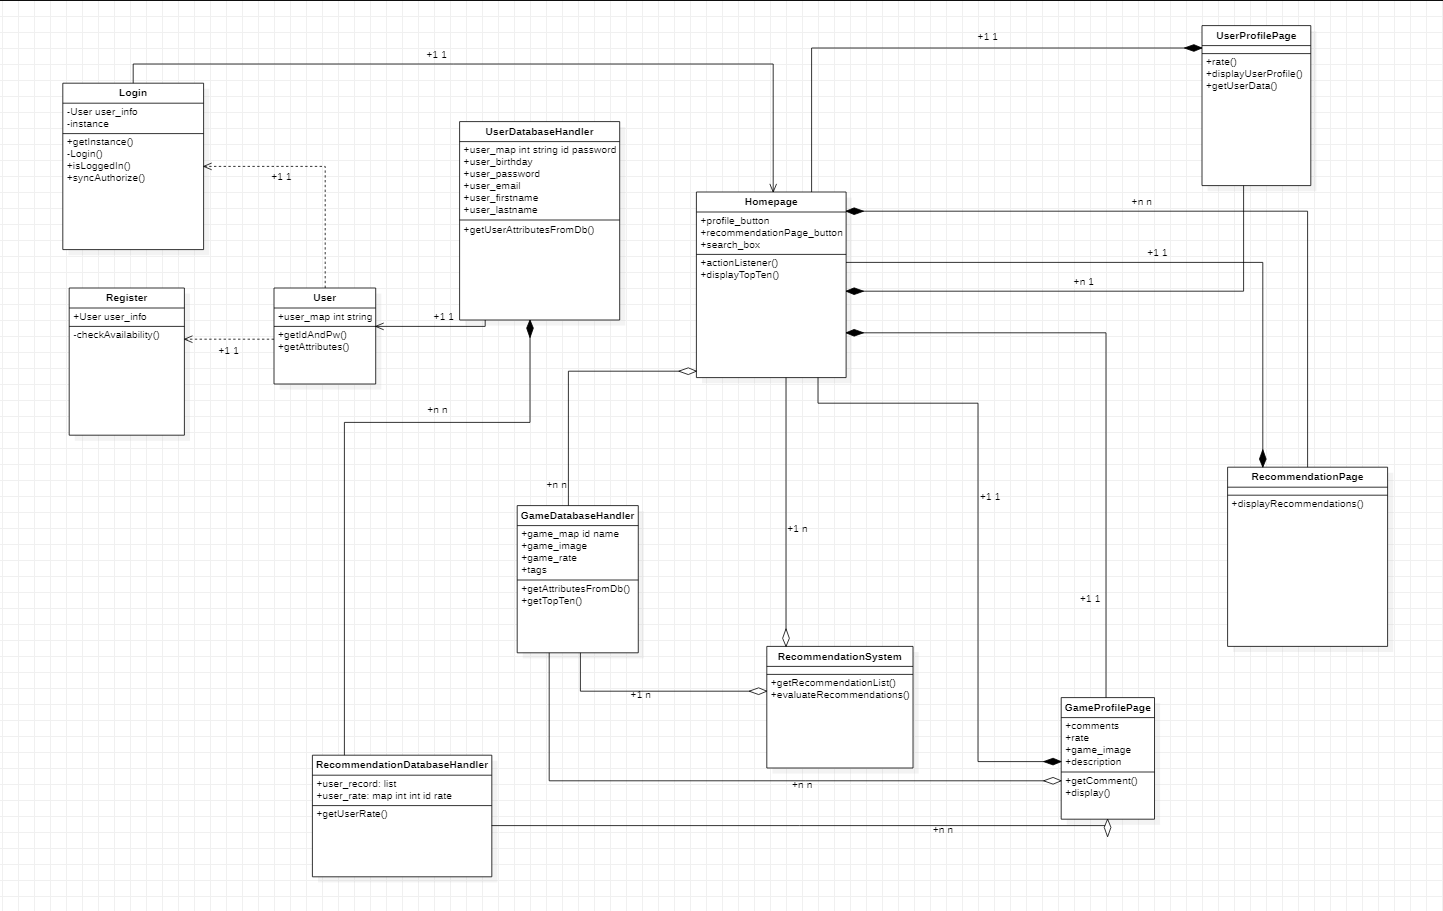 UserProfilePage
+rate()
+displayUserProfile()
+getUserData()
+1 1
+1 1
Login
-User user_info
-instance
+getInstance()
-Login()
+isLoggedIn()
+syncAuthorize()
+1 1
UserDatabaseHandler
+user_map int string id password
+user_birthday
+user_password
+user_email
+user_firstname
+user_lastname
+getUserAttributesFromDb()
Homepage
+profile_button
+recommendationPage_button
+search_box
+actionListener()
+displayTopTen()
+n n
+1 1
+n 1
Register
+User user_info
-checkAvailability()
+1 1
User
+user_map int string
+getIdAndPw()
+getAttributes()
+1 1
+n n
+n n
RecommendationPage
+displayRecommendations()
+1 1
GameDatabaseHandler
+game_map id name
+game_image
+game_rate
+tags
+getAttributesFromDb()
+getTopTen()
+1 n
+1 1
RecommendationSystem
+getRecommendationList()
+evaluateRecommendations()
+1 n
GameProfilePage
+comments
+rate
+game_image
+description
+getComment()
+display()
RecommendationDatabaseHandler
+user_record: list
+user_rate: map int int id rate
+getUserRate()
+n n
+n n